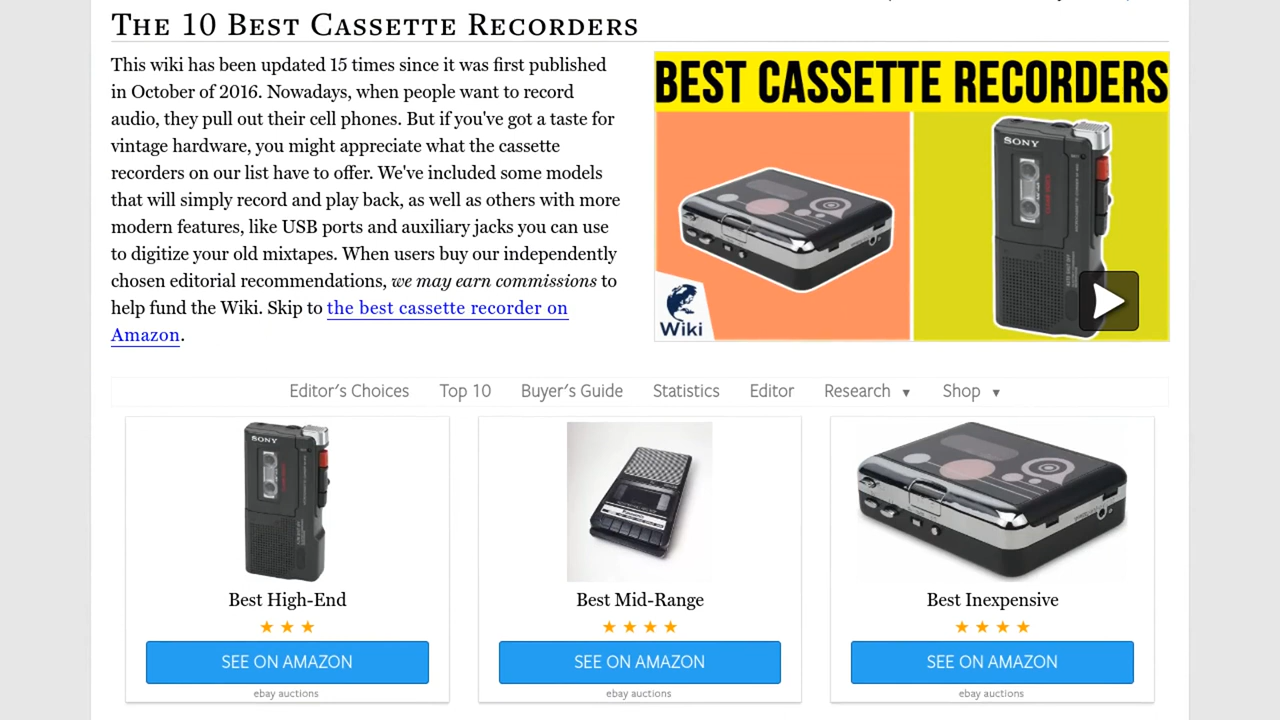 The 10 Best Cassette Recorders
This wiki has been updated 15 times since it was first published
in October of 2016. Nowadays, when people want to record
audio, they pull out their cell phones. But if you've got a taste for
vintage hardware, you might appreciate what the cassette
recorders on our list have to offer. We've included some models
that will simply record and play back, as well as others with more
modern features, like USB ports and auxiliary jacks you can use
to digitize your old mixtapes. When users buy our independently
chosen editorial recommendations, we may earn commissions to
help fund the Wiki. Skip to the best cassette recorder on
Amazon.
BEST CASSETTE RECORDERS
SONY
Wiki
Editor's Choices Top 10 Buyer's Guide Statistics Editor Research ▼ Shop ▼
SONY
Best High-End Best Mid-Range Best Inexpensive
★ ★ ★ ★ ★ ★ ★ ★ ★ ★ ★
SEE ON AMAZON SEE ON AMAZON SEE ON AMAZON
ebay auctions ebay auctions ebay auctions